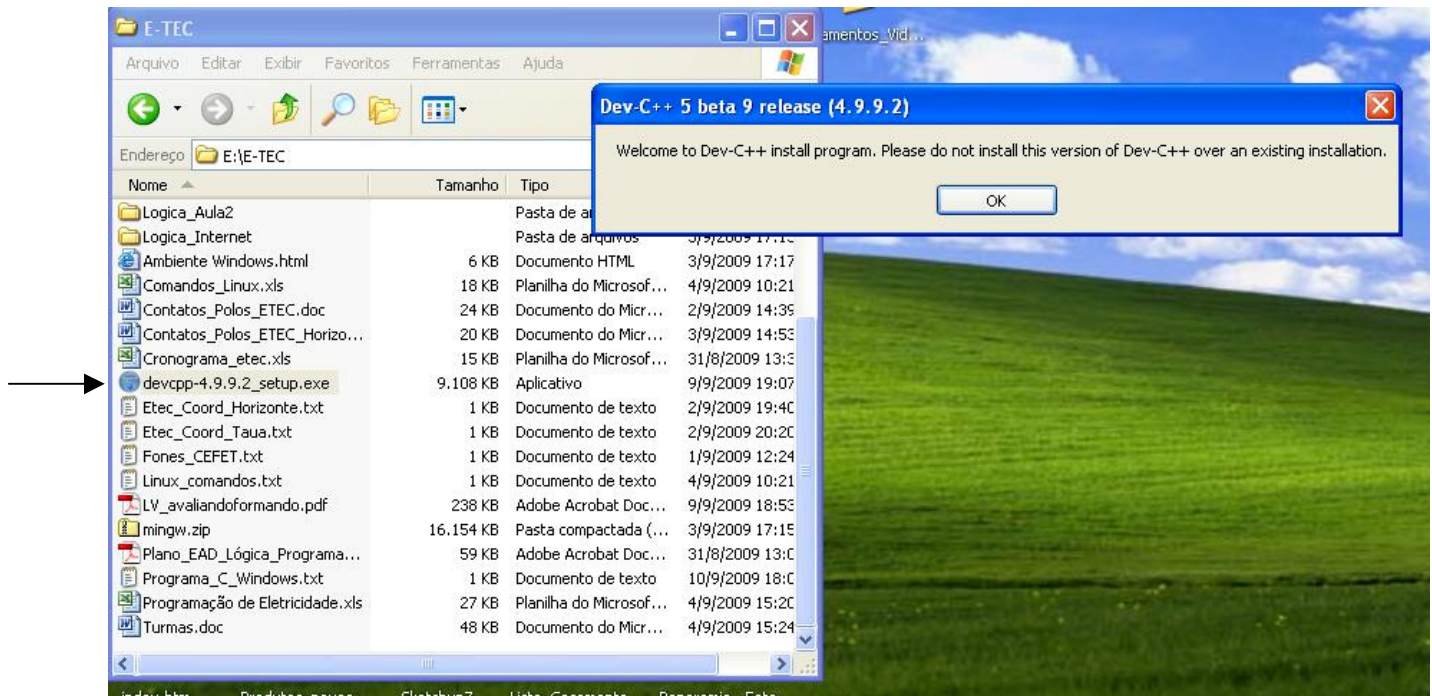 E-TEC
amentos_Vid...
Arquivo Editar Exibir Favoritos Ferramentas Ajuda
Dev-C++ 5 beta 9 release (4.9.9.2)
Welcome to Dev-C++ install program. Please do not install this version of Dev-C++ over an existing installation.
OK
Endereço E:\E-TEC
Nome Tamanho Tipo
Logica_Aula2 Pasta de
Logica_Internet Pasta de arquivos 3/9/2009
Ambiente Windows.html 6 KB Documento HTML 3/9/2009 17:17
Comandos_Linux.xls 18 KB Planilha do Microsof... 4/9/2009 10:21
Contatos_Polos_ETEC.doc 24 KB Documento do Micr... 2/9/2009 14:39
Contatos_Polos_ETEC_Horizo... 20 KB Documento do Micr... 3/9/2009 14:53
Cronograma_etec.xls 15 KB Planilha do Microsof... 31/8/2009 13:3
devcpp-4.9.9.2_setup.exe 9.108 KB Aplicativo 9/9/2009 19:07
Etec_Coord_Horizonte.txt 1 KB Documento de texto 2/9/2009 19:40
Etec_Coord_Taua.txt 1 KB Documento de texto 2/9/2009 20:20
Fones_CEFET.txt 1 KB Documento de texto 1/9/2009 12:24
Linux_comandos.txt 1 KB Documento de texto 4/9/2009 10:21
LV_avaliandoformando.pdf 238 KB Adobe Acrobat Doc... 9/9/2009 18:53
mingw.zip 16.154 KB Pasta compactada (... 3/9/2009 17:15
Plano_EAD_Lógica_Programa... 59 KB Adobe Acrobat Doc... 31/8/2009 13:0
Programa_C_Windows.txt 1 KB Documento de texto 10/9/2009 18:0
Programação de Eletricidade.xls 27 KB Planilha do Microsof... 4/9/2009 15:20
Turmas.doc 48 KB Documento do Micr... 4/9/2009 15:24